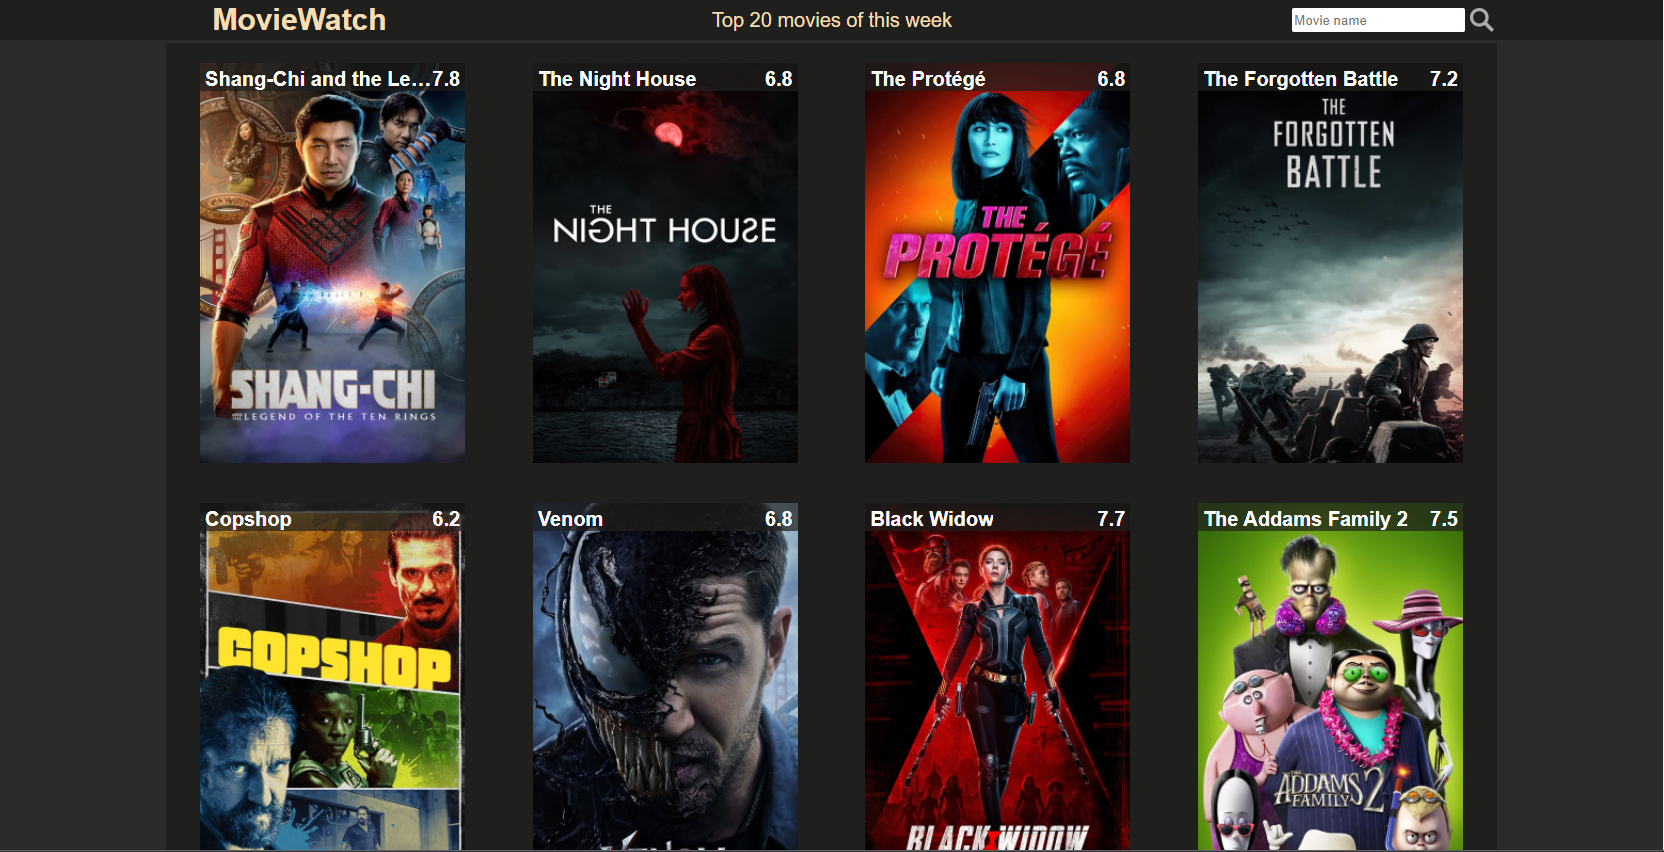 MovieWatch
Top 20 movies of this week
Movie name
Shang-Chi and the Le... 7.8
The Night House 6.8
The Protégé 6.8
The Forgotten Battle 7.2
SHANG-CHI
AND THE LEGEND OF THE TEN RINGS
THE
NIGHT HOUSE
THE
PROTÉGÉ
THE
FORGOTTEN
BATTLE
Copshop 6.2
Venom 6.8
Black Widow 7.7
The Addams Family 2 7.5
COPSHOP
VENOM
BLACK WIDOW
THE
ADDAMS
FAMILY 2